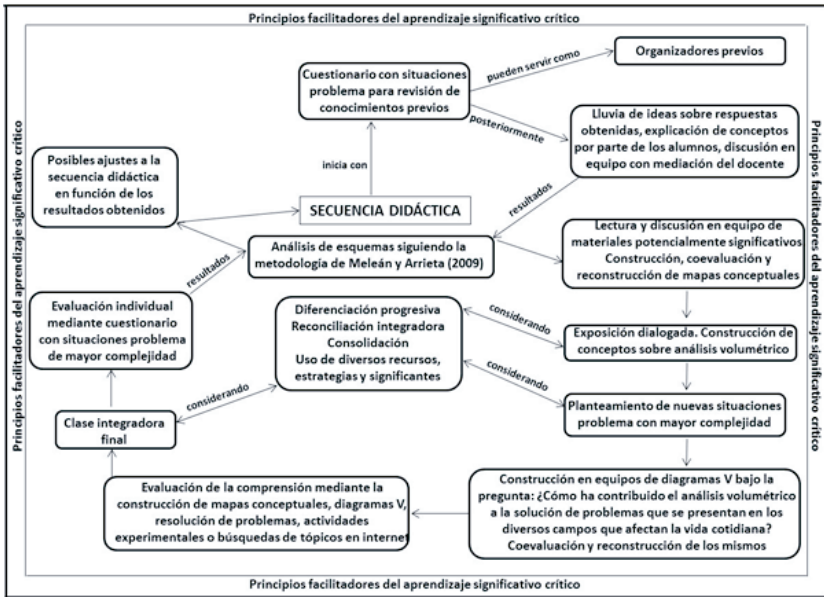 Principios facilitadores del aprendizaje significativo crítico
Principios facilitadores del aprendizaje significativo crítico
Principios facilitadores del aprendizaje significativo crítico
Cuestionario con situaciones
problema para revisión de
conocimientos previos
pueden servir como
Organizadores previos
posteriormente
Lluvia de ideas sobre respuestas
obtenidas, explicación de conceptos
por parte de los alumnos, discusión en
equipo con mediación del docente
inicia con
Posibles ajustes a la
secuencia didáctica
en función de los
resultados obtenidos
SECUENCIA DIDÁCTICA
resultados
Análisis de esquemas siguiendo la
metodología de Meleán y Arrieta (2009)
Lectura y discusión en equipo de
materiales potencialmente significativos
Construcción, coevaluación y
reconstrucción de mapas conceptuales
resultados
Evaluación individual
mediante cuestionario
con situaciones problema
de mayor complejidad
Diferenciación progresiva
Reconciliación integradora
Consolidación
Uso de diversos recursos,
estrategias y significantes
considerando
Exposición dialogada. Construcción de
conceptos sobre análisis volumétrico
considerando
considerando
Planteamiento de nuevas situaciones
problema con mayor complejidad
Clase integradora
final
Evaluación de la comprensión mediante la
construcción de mapas conceptuales, diagramas V,
resolución de problemas, actividades
experimentales o búsquedas de tópicos en internet
Construcción en equipos de diagramas V bajo la
pregunta: ¿Cómo ha contribuido el análisis volumétrico
a la solución de problemas que se presentan en los
diversos campos que afectan la vida cotidiana?
Coevaluación y reconstrucción de los mismos
Principios facilitadores del aprendizaje significativo crítico